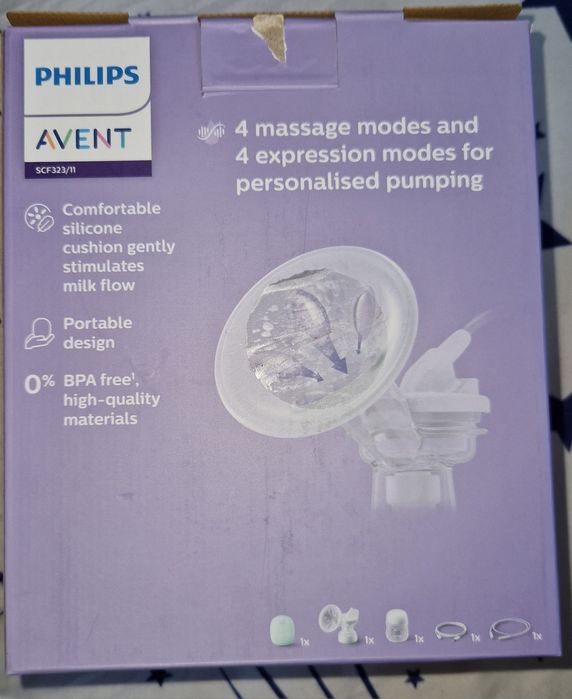 PHILIPS
AVENT
SCF323/11
4 massage modes and
4 expression modes for
personalised pumping
Comfortable
silicone
cushion gently
stimulates
milk flow
Portable
design
0% BPA free¹,
high-quality
materials
1x
1x
1x
1x
1x